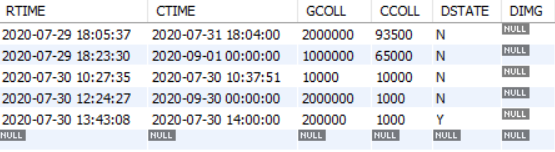 RTIME CTIME GCOLL CCOLL DSTATE DIMG
2020-07-29 18:05:37 2020-07-31 18:04:00 2000000 93500 N NULL
2020-07-29 18:23:30 2020-09-01 00:00:00 1000000 65000 N NULL
2020-07-30 10:27:35 2020-07-30 10:37:51 10000 10000 N NULL
2020-07-30 12:24:27 2020-09-30 00:00:00 2000000 1000 N NULL
2020-07-30 13:43:08 2020-07-30 14:00:00 200000 1000 Y NULL
NULL NULL NULL NULL NULL NULL